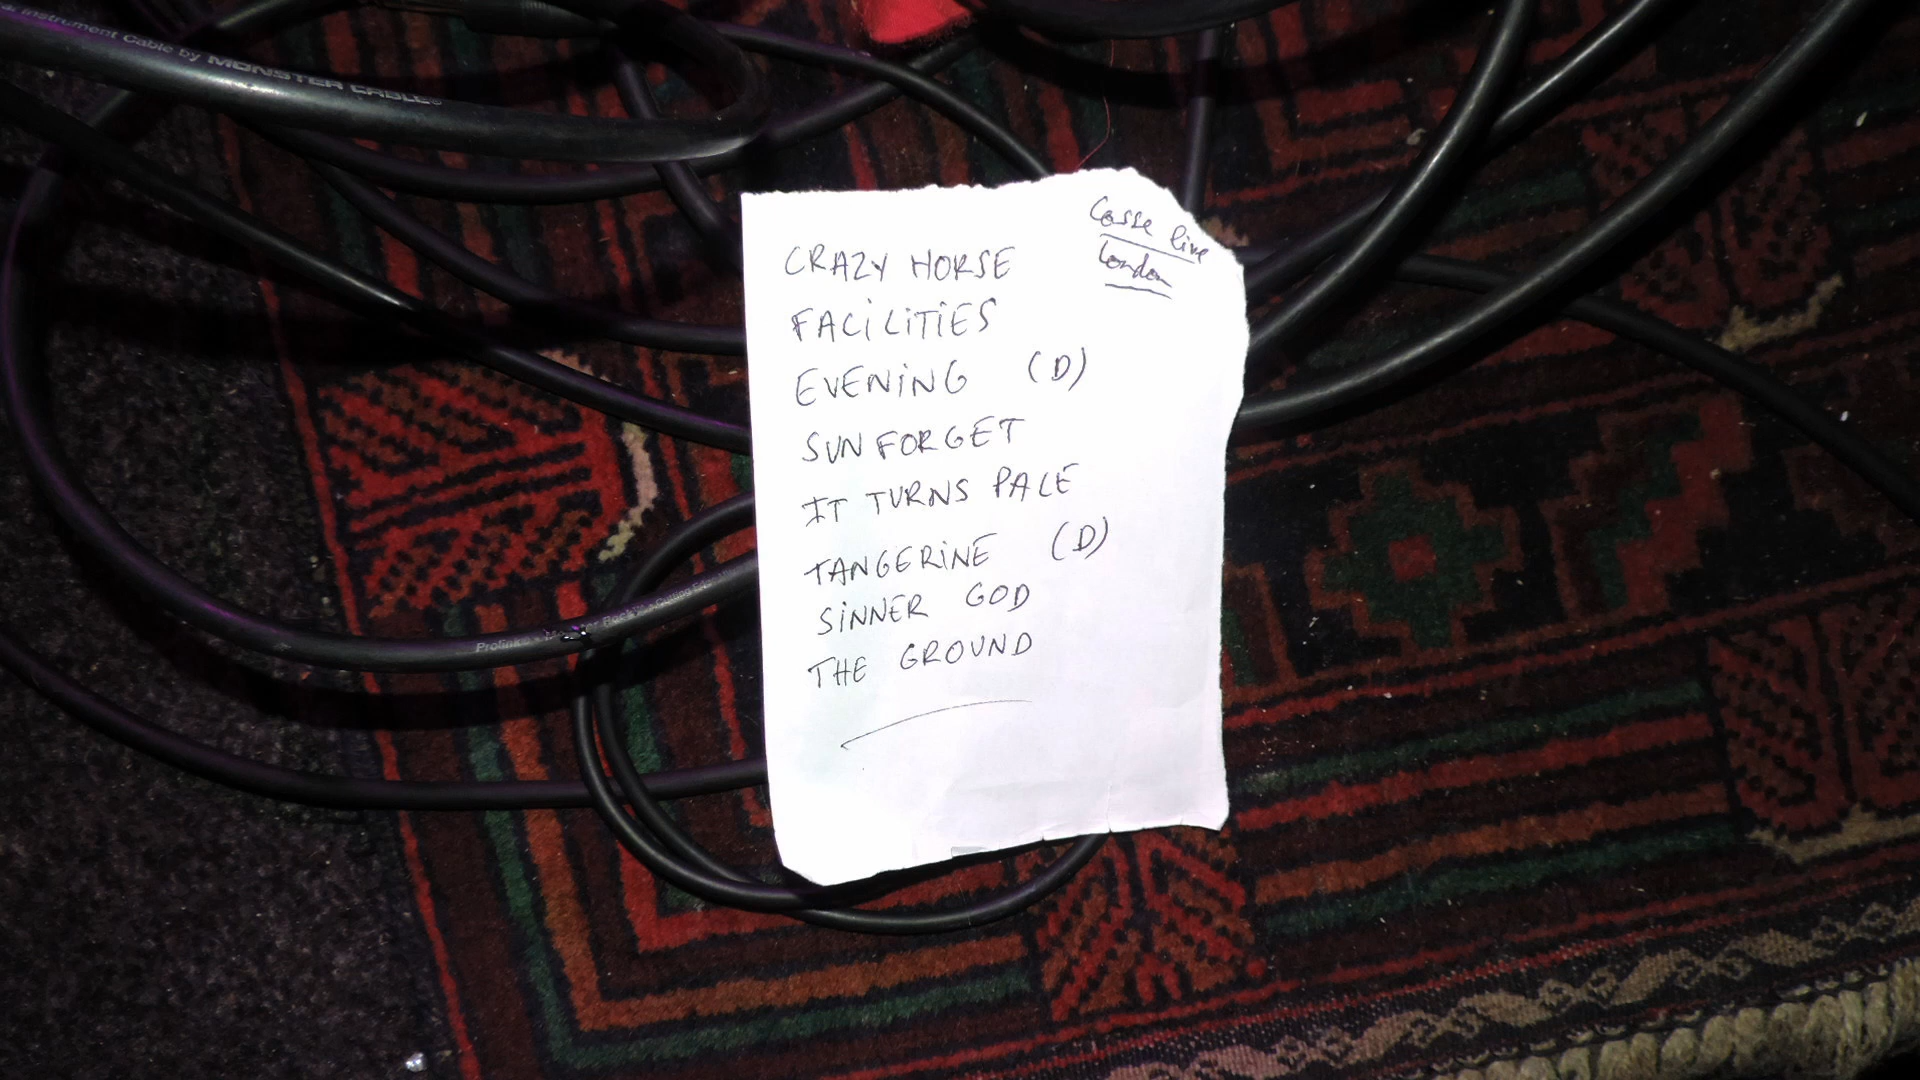 Instrument Cable by MONSTER CABLE®
Casse live
London
CRAZY HORSE
FACILITIES
EVENING (D)
SUN FORGET
IT TURNS PALE
TANGERINE (D)
SINNER GOD
THE GROUND
Prolink